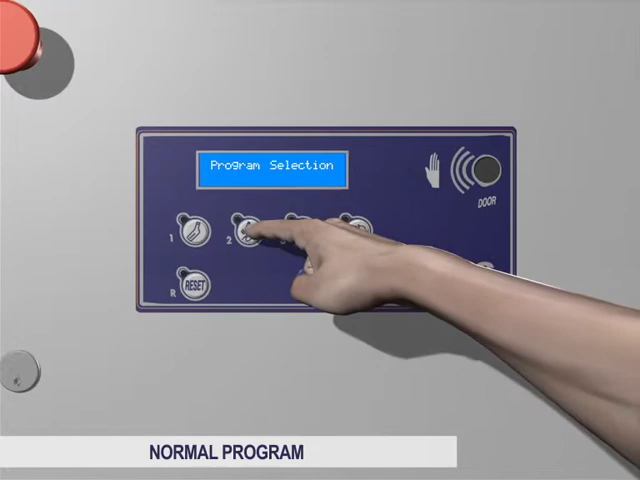 Program Selection
DOOR
1
2
R
RESET
NORMAL PROGRAM